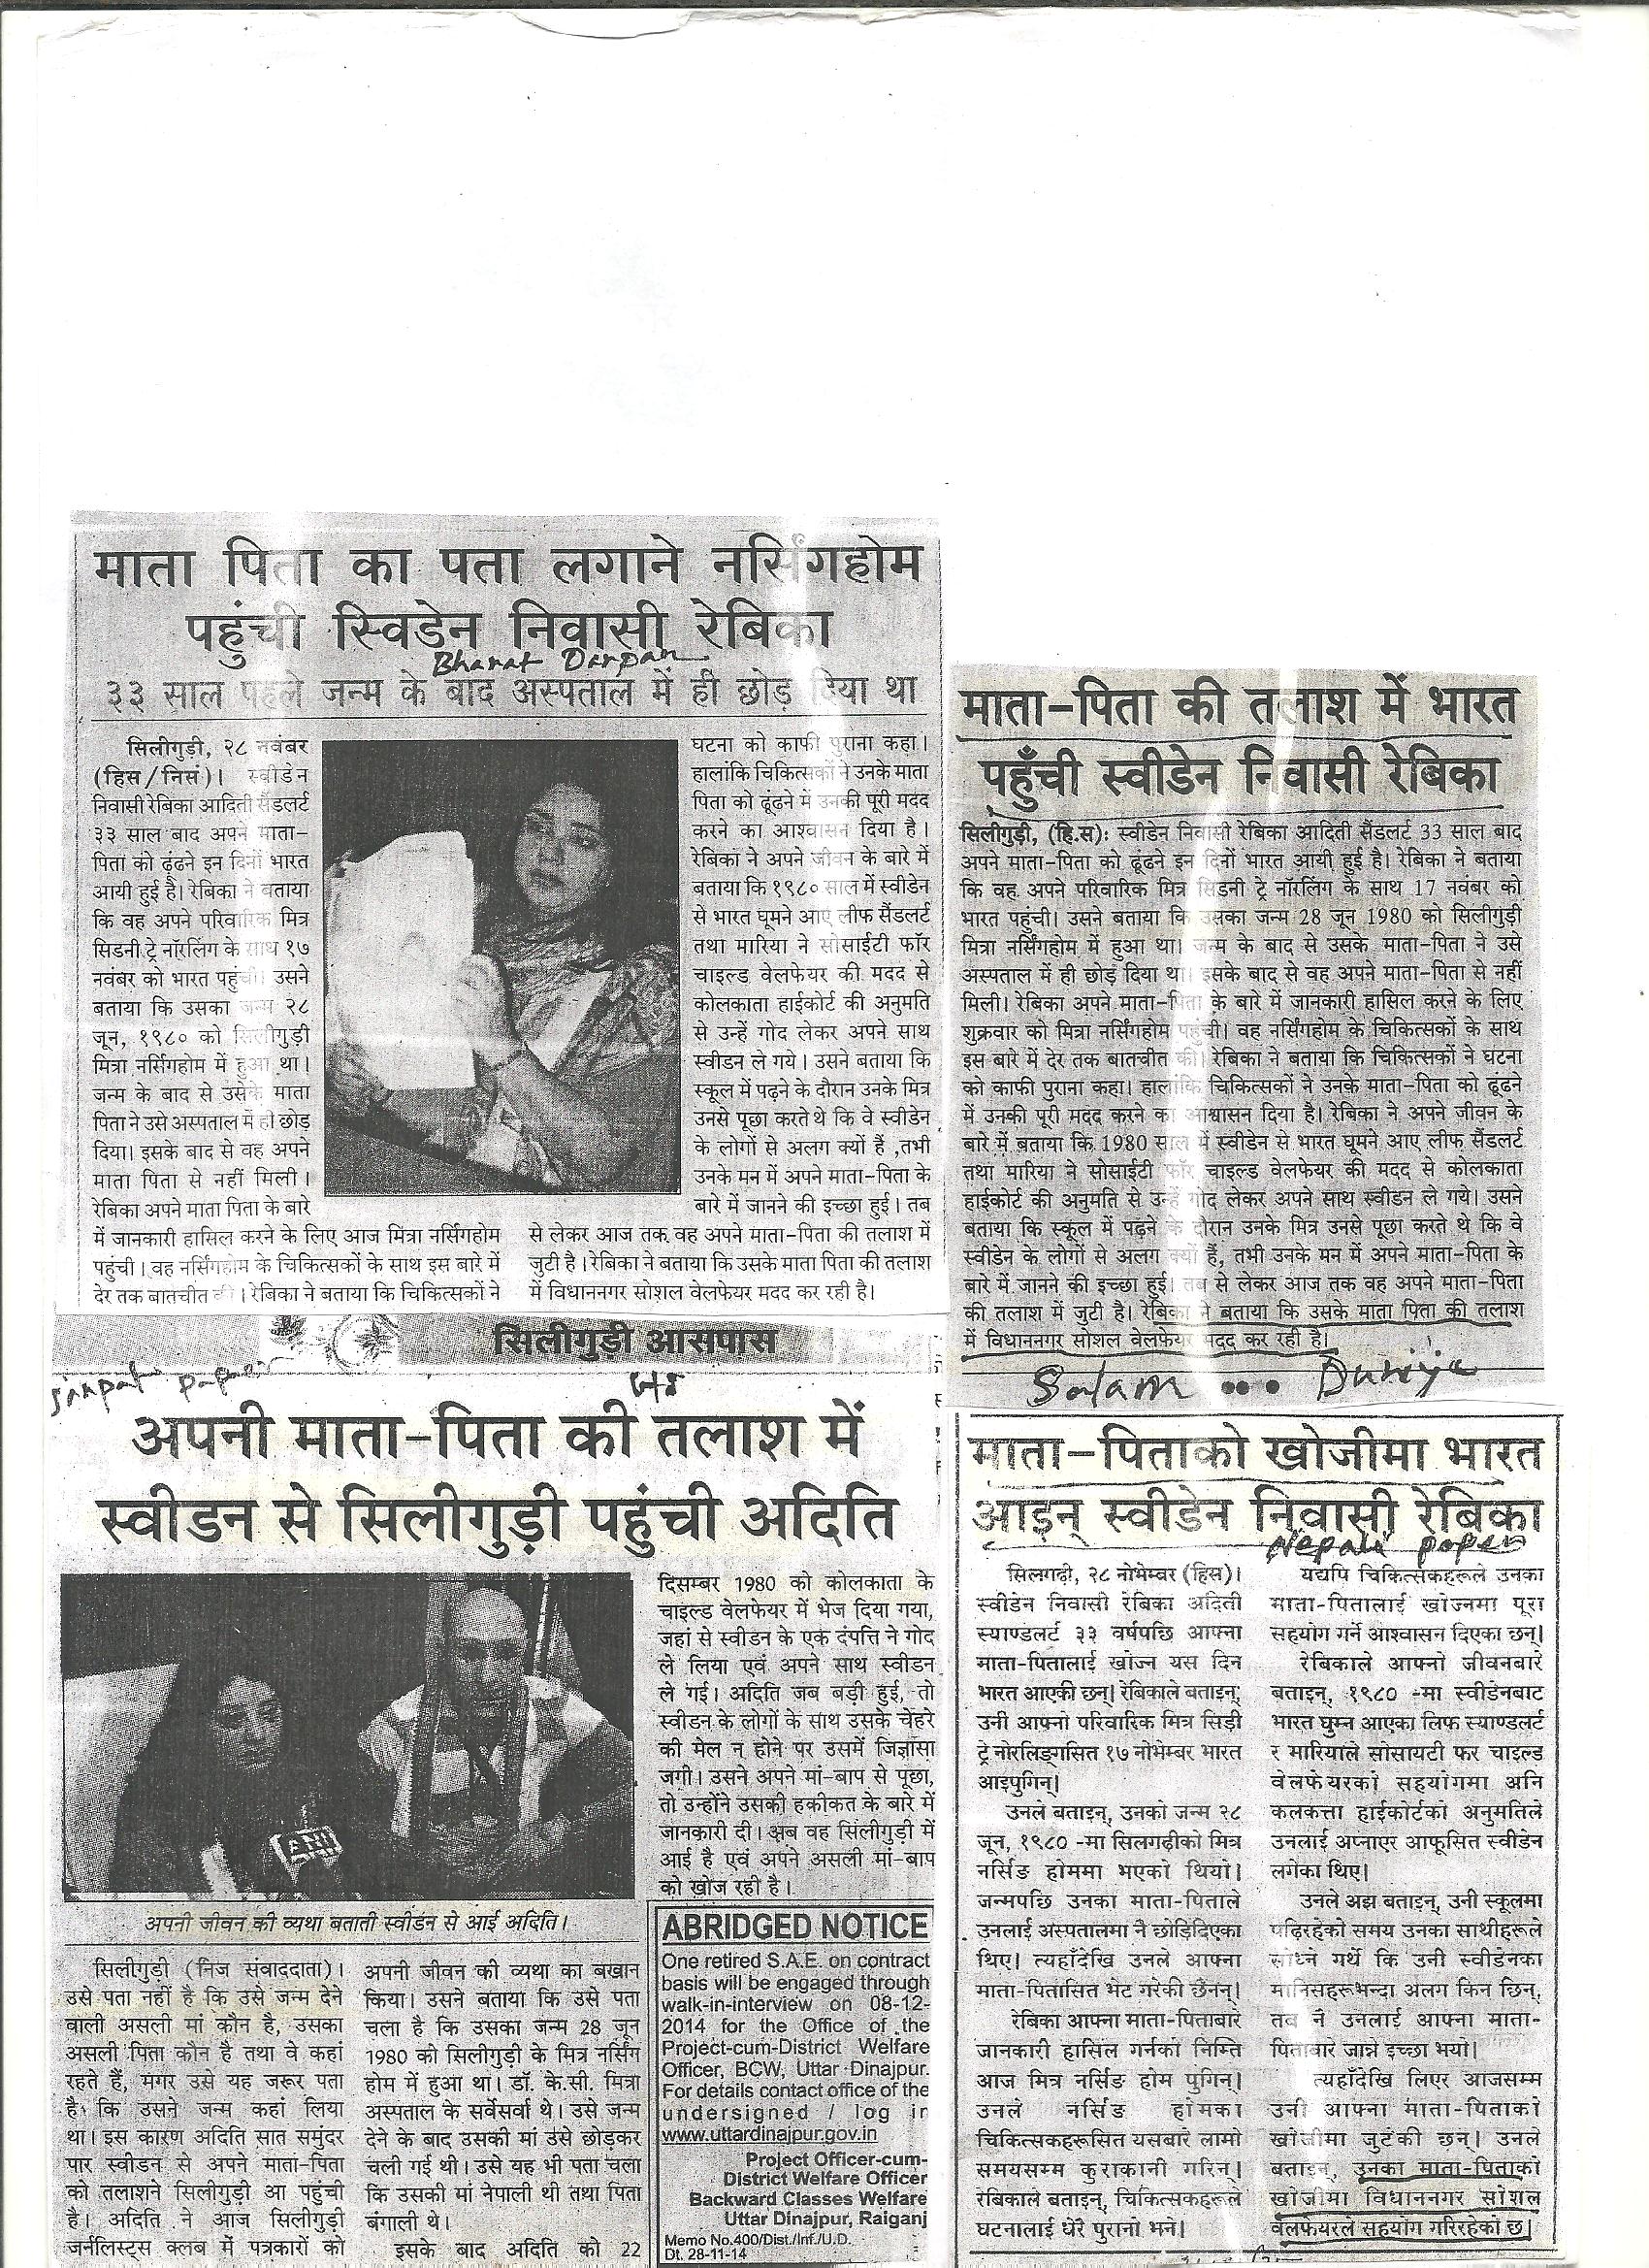 माता पिता का पता लगाने नर्सिंगहोम
पहुंची स्विडेन निवासी रेबिका
Bharat Darpan
३३ साल पहले जन्म के बाद अस्पताल में ही छोड़ दिया था
सिलीगुड़ी, २८ नवंबर
(हिस/निसं)। स्वीडेन
निवासी रेबिका आदिती सैंडलर्ट
३३ साल बाद अपने माता-
पिता को ढूंढने इन दिनों भारत
आयी हुई है। रेबिका ने बताया
कि वह अपने परिवारिक मित्र
सिडनी ट्रे नॉरलिंग के साथ १७
नवंबर को भारत पहुंची। उसने
बताया कि उसका जन्म २८
जून, १९८० को सिलीगुड़ी
मित्रा नर्सिंगहोम में हुआ था।
जन्म के बाद से उसके माता
पिता ने उसे अस्पताल में ही छोड़
दिया। इसके बाद से वह अपने
माता पिता से नहीं मिली।
रेबिका अपने माता पिता के बारे
में जानकारी हासिल करने के लिए आज मित्रा नर्सिंगहोम
पहुंची। वह नर्सिंगहोम के चिकित्सकों के साथ इस बारे में
देर तक बातचीत की। रेबिका ने बताया कि चिकित्सकों ने
घटना को काफी पुराना कहा।
हालांकि चिकित्सकों ने उनके माता
पिता को ढूंढने में उनकी पूरी मदद
करने का आश्वासन दिया है।
रेबिका ने अपने जीवन के बारे में
बताया कि १९८० साल में स्वीडेन
से भारत घूमने आए लीफ सैंडलर्ट
तथा मारिया ने सोसाईटी फॉर
चाइल्ड वेलफेयर की मदद से
कोलकाता हाईकोर्ट की अनुमति
से उन्हें गोद लेकर अपने साथ
स्वीडन ले गये। उसने बताया कि
स्कूल में पढ़ने के दौरान उनके मित्र
उनसे पूछा करते थे कि वे स्वीडेन
के लोगों से अलग क्यों हैं ,तभी
उनके मन में अपने माता-पिता के
बारे में जानने की इच्छा हुई। तब
से लेकर आज तक वह अपने माता-पिता की तलाश में
जुटी है। रेबिका ने बताया कि उसके माता पिता की तलाश
में विधाननगर सोशल वेलफेयर मदद कर रही है।
माता-पिता की तलाश में भारत
पहुँची स्वीडेन निवासी रेबिका
सिलीगुड़ी, (हि.स): स्वीडेन निवासी रेबिका आदिती सैंडलर्ट 33 साल बाद
अपने माता-पिता को ढूंढने इन दिनों भारत आयी हुई है। रेबिका ने बताया
कि वह अपने परिवारिक मित्र सिडनी ट्रे नॉरलिंग के साथ 17 नवंबर को
भारत पहुंची। उसने बताया कि उसका जन्म 28 जून 1980 को सिलीगुड़ी
मित्रा नर्सिंगहोम में हुआ था। जन्म के बाद से उसके माता-पिता ने उसे
अस्पताल में ही छोड़ दिया था। इसके बाद से वह अपने माता-पिता से नहीं
मिली। रेबिका अपने माता-पिता के बारे में जानकारी हासिल करने के लिए
शुक्रवार को मित्रा नर्सिंगहोम पहुंची। वह नर्सिंगहोम के चिकित्सकों के साथ
इस बारे में देर तक बातचीत की। रेबिका ने बताया कि चिकित्सकों ने घटना
को काफी पुराना कहा। हालांकि चिकित्सकों ने उनके माता-पिता को ढूंढने
में उनकी पूरी मदद करने का आश्वासन दिया है। रेबिका ने अपने जीवन के
बारे में बताया कि 1980 साल में स्वीडेन से भारत घूमने आए लीफ सैंडलर्ट
तथा मारिया ने सोसाईटी फॉर चाइल्ड वेलफेयर की मदद से कोलकाता
हाईकोर्ट की अनुमति से उन्हें गोद लेकर अपने साथ स्वीडेन ले गये। उसने
बताया कि स्कूल में पढ़ने के दौरान उनके मित्र उनसे पूछा करते थे कि वे
स्वीडेन के लोगों से अलग क्यों हैं, तभी उनके मन में अपने माता-पिता के
बारे में जानने की इच्छा हुई। तब से लेकर आज तक वह अपने माता-पिता
की तलाश में जुटी है। रेबिका ने बताया कि उसके माता पिता की तलाश
में विधाननगर सोशल वेलफेयर मदद कर रही है।
Salam Duniya
सिलीगुड़ी आसपास
paper
अपनी माता-पिता की तलाश में
स्वीडन से सिलीगुड़ी पहुंची अदिति
ANI
अपनी जीवन की व्यथा बताती स्वीडन से आई अदिति।
सिलीगुड़ी (निज संवाददाता)।
उसे पता नहीं है कि उसे जन्म देने
वाली असली मां कौन है, उसका
असली पिता कौन है तथा वे कहां
रहते हैं, मगर उसे यह जरूर पता
है कि उसने जन्म कहां लिया
था। इस कारण अदिति सात समुंदर
पार स्वीडन से अपने माता-पिता
को तलाशने सिलीगुड़ी आ पहुंची
है। अदिति ने आज सिलीगुड़ी
जर्नलिस्ट्स क्लब में पत्रकारों को
अपनी जीवन की व्यथा का बखान
किया। उसने बताया कि उसे पता
चला है कि उसका जन्म 28 जून
1980 को सिलीगुड़ी के मित्र नर्सिंग
होम में हुआ था। डॉ. के.सी. मित्रा
अस्पताल के सर्वेसर्वा थे। उसे जन्म
देने के बाद उसकी मां उसे छोड़कर
चली गई थी। उसे यह भी पता चला
कि उसकी मां नेपाली थी तथा पिता
बंगाली थे।
इसके बाद अदिति को 22
दिसम्बर 1980 को कोलकाता के
चाइल्ड वेलफेयर में भेज दिया गया,
जहां से स्वीडन के एक दंपत्ति ने गोद
ले लिया एवं अपने साथ स्वीडन
ले गई। अदिति जब बड़ी हुई, तो
स्वीडन के लोगों के साथ उसके चेहरे
की मेल न होने पर उसमें जिज्ञासा
जगी। उसने अपने मां-बाप से पूछा,
तो उन्होंने उसकी हकीकत के बारे में
जानकारी दी। अब वह सिलीगुड़ी में
आई है एवं अपने असली मां-बाप
को खोज रही है।
ABRIDGED NOTICE
One retired S.A.E. on contract
basis will be engaged through
walk-in-interview on 08-12-
2014 for the Office of the
Project-cum-District Welfare
Officer, BCW, Uttar Dinajpur.
For details contact office of the
undersigned / log in
www.uttardinajpur.gov.in
Project Officer-cum-
District Welfare Officer
Backward Classes Welfare
Uttar Dinajpur, Raiganj
Memo No.400/Dist./Inf./U.D.
Dt. 28-11-14
माता-पिताको खोजीमा भारत
आइन् स्वीडेन निवासी रेबिका
Nepali paper
सिलगढी, २८ नोभेम्बर (हिस)।
स्वीडेन निवासी रेबिका अदिती
स्याण्डलर्ट ३३ वर्षपछि आफ्ना
माता-पितालाई खोज्न यस दिन
भारत आएकी छन्। रेबिकाले बताइन्,
उनी आफ्नो परिवारिक मित्र सिड्नी
ट्रे नोरलिङ्गसित १७ नोभेम्बर भारत
आइपुगिन्।
उनले बताइन्, उनको जन्म २८
जून, १९८० -मा सिलगढीको मित्र
नर्सिङ होममा भएको थियो।
जन्मपछि उनका माता-पिताले
उनलाई अस्पतालमा नै छोड़िदिएका
थिए। त्यहाँदेखि उनले आफ्ना
माता-पितासित भेट गरेकी छैनन्।
रेबिका आफ्ना माता-पिताबारे
जानकारी हासिल गर्नको निम्ति
आज मित्र नर्सिङ होम पुगिन्।
उनले नर्सिङ होमका
चिकित्सकहरूसित यसबारे लामो
समयसम्म कुराकानी गरिन्।
रेबिकाले बताइन्, चिकित्सकहरूले
घटनालाई धेरै पुरानो भने।
यद्यपि चिकित्सकहरूले उनका
माता-पितालाई खोज्नमा पूरा
सहयोग गर्ने आश्वासन दिएका छन्।
रेबिकाले आफ्नो जीवनबारे
बताइन्, १९८० -मा स्वीडेनबाट
भारत घुम्न आएका लिफ स्याण्डलर्ट
र मारियाले सोसायटी फर चाइल्ड
वेलफेयरको सहयोगमा अनि
कलकत्ता हाईकोर्टको अनुमतिले
उनलाई अप्नाएर आफूसित स्वीडेन
लगेका थिए।
उनले अझ बताइन्, उनी स्कूलमा
पढ़िरहेको समय उनका साथीहरूले
सोध्ने गर्थे कि उनी स्वीडेनका
मानिसहरूभन्दा अलग किन छिन्,
तब नै उनलाई आफ्ना माता-
पिताबारे जान्ने इच्छा भयो।
त्यहाँदेखि लिएर आजसम्म
उनी आफ्ना माता-पिताको
खोजीमा जुटेकी छन्। उनले
बताइन्, उनका माता-पिताको
खोजीमा विधाननगर सोशल
वेलफेयरले सहयोग गरिरहेको छ।